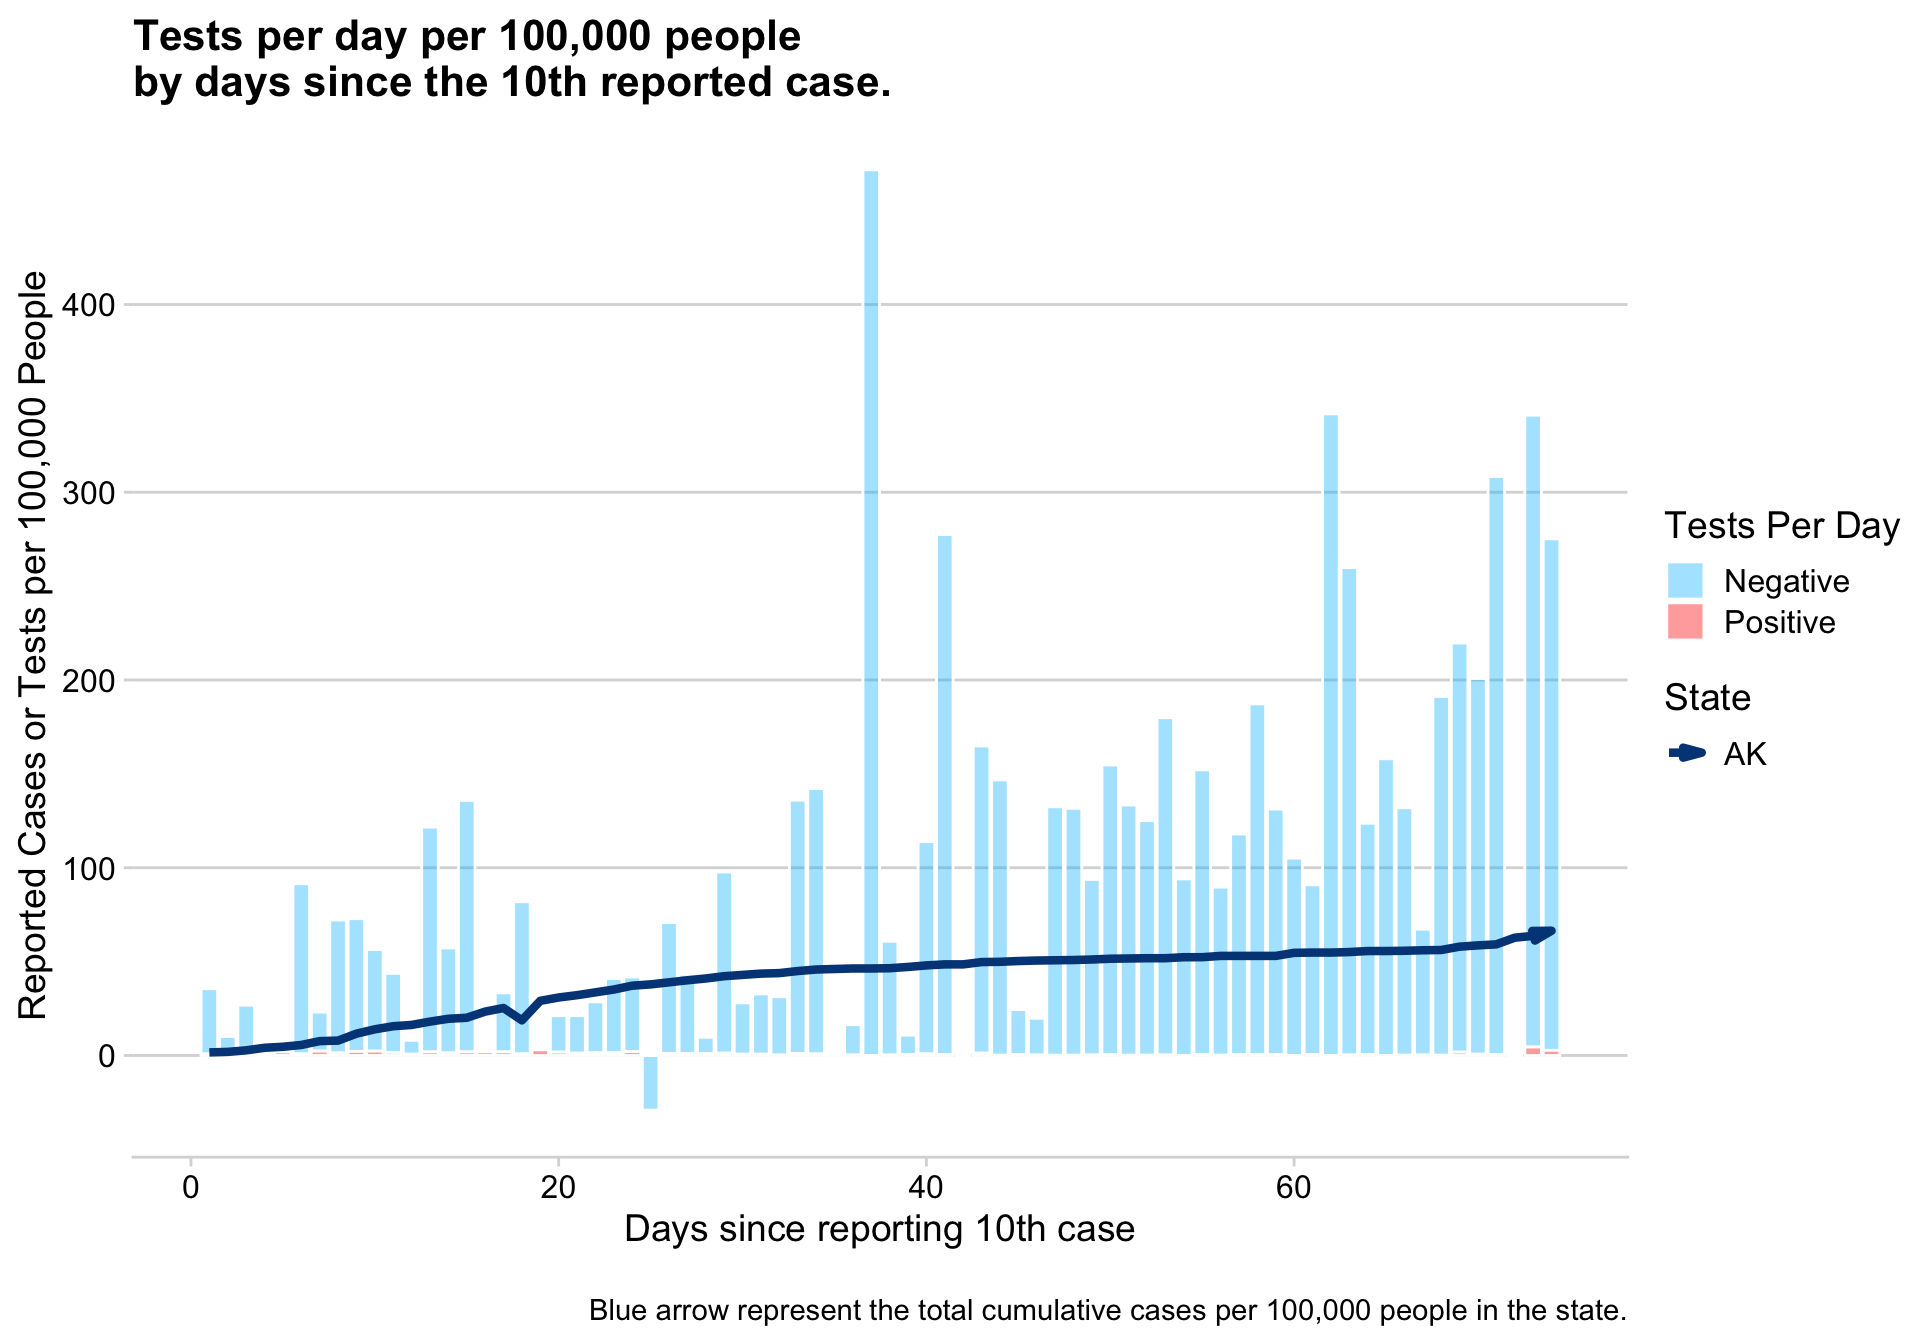 Tests per day per 100,000 people
by days since the 10th reported case.
Reported Cases or Tests per 100,000 People
400
300
200
100
0
0
20
40
60
Days since reporting 10th case
Tests Per Day
Negative
Positive
State
AK
Blue arrow represent the total cumulative cases per 100,000 people in the state.